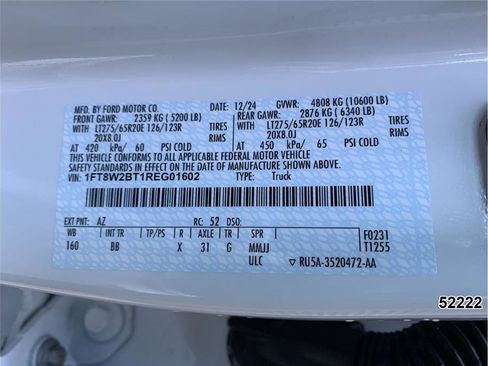 MFD. BY FORD MOTOR CO. 12/24 GVWR: 4808 KG (10600 LB)
FRONT GAWR: 2359 KG (5200 LB) REAR GAWR: 2876 KG (6340 LB)
WITH LT275/65R20E 126/123R TIRES WITH LT275/65R20E 126/123R TIRES
20X8.0J RIMS 20X8.0J RIMS
AT 420 kPa/ 60 PSI COLD AT 450 kPa/ 65 PSI COLD
THIS VEHICLE CONFORMS TO ALL APPLICABLE FEDERAL MOTOR VEHICLE
SAFETY STANDARDS IN EFFECT ON THE DATE OF MANUFACTURE SHOWN ABOVE.
VIN: 1FT8W2BT1REG01602 TYPE: Truck
EXT PNT: AZ RC: 52 DSO:
WB INT TR TP/PS R AXLE TR SPR F0231
160 BB X 31 G MMJJ T1255
ULC ▽ RU5A-3520472-AA
52222